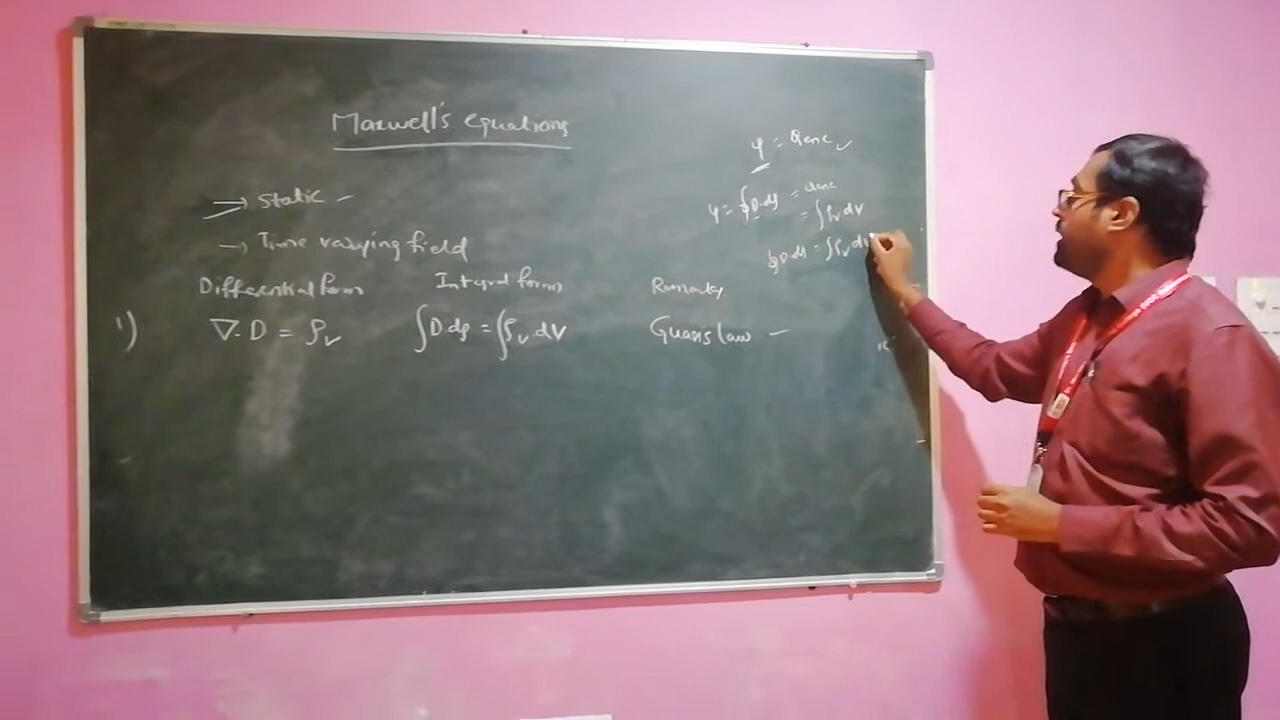 Maxwell's equations
→ Static –
→ Time varying field
Differential form Integral form Remarks
1) ∇. D = ρv ∫D ds = ∫ρv . dV Guass law –
ψ = Qenc ✓
ψ = ∮D.ds = Qenc
= ∫ρv dV
∮D ds = ∫ρv dv